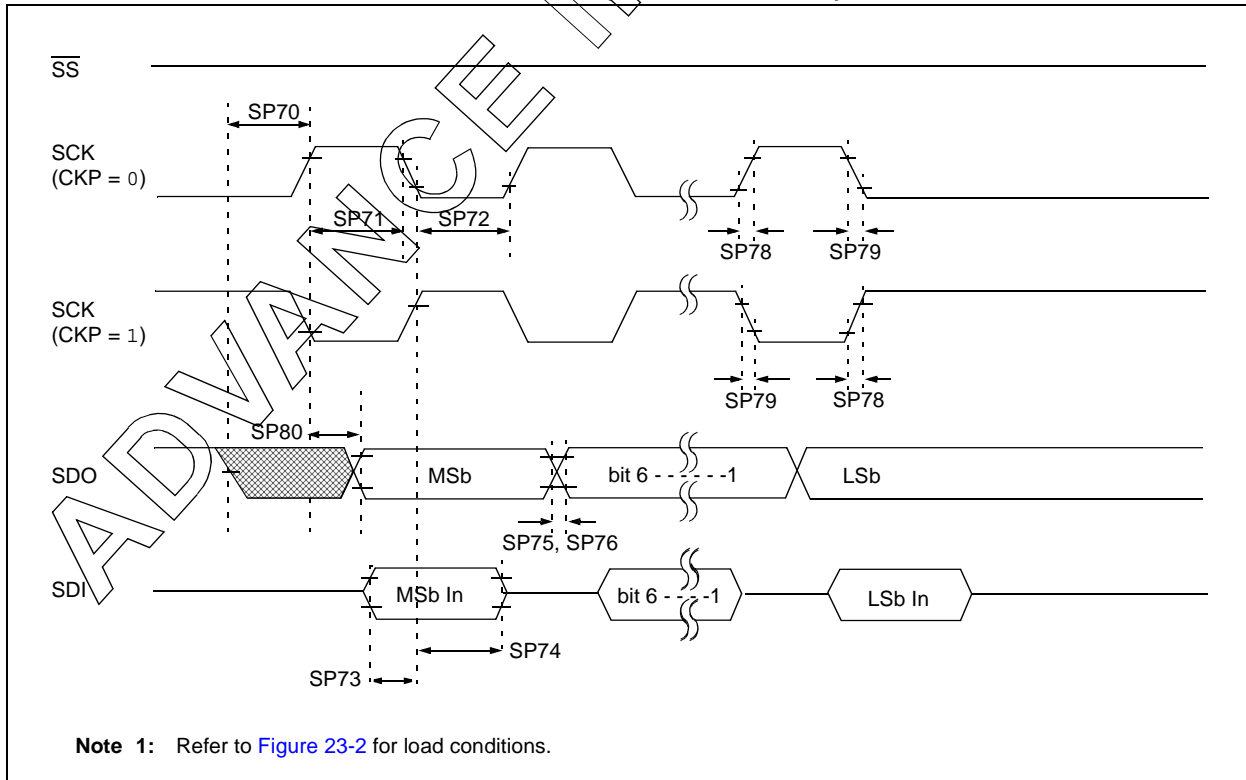 SS
SP70
SCK
(CKP = 0)
SP71
SP72
SP78
SP79
SCK
(CKP = 1)
SP79
SP78
SP80
SDO
MSb
bit 6 - - - - - -1
LSb
SP75, SP76
SDI
MSb In
bit 6 - - - - -1
LSb In
SP74
SP73
Note 1: Refer to Figure 23-2 for load conditions.
ADVANCE